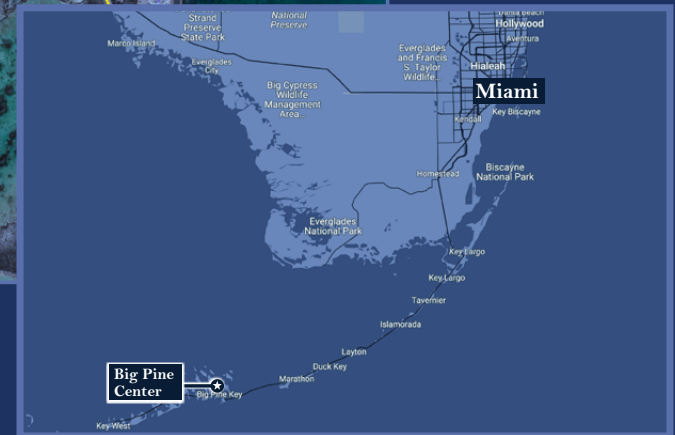 Strand
Preserve
State Park
National
Preserve
Dania Beach
Hollywood
Aventura
Marco Island
Everglades
City
Everglades
and Francis
S. Taylor
Wildlife...
Hialeah
Big Cypress
Wildlife
Management
Area...
Miami
Key Biscayne
Kendall
Homestead
Biscayne
National Park
Everglades
National Park
Key Largo
Key Largo
Tavernier
Islamorada
Layton
Duck Key
Marathon
Big Pine
Center
Big Pine Key
Key West